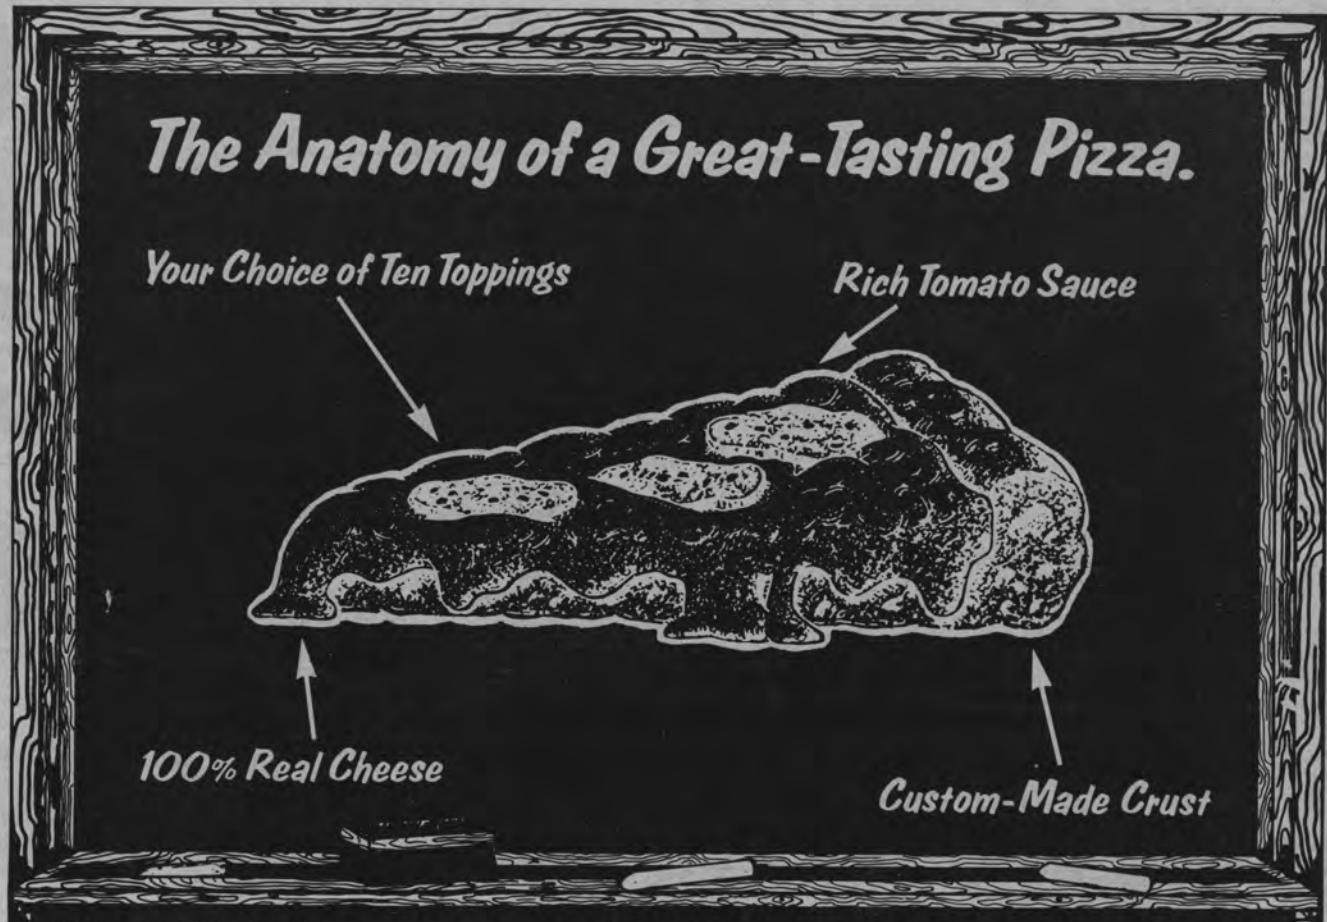 The Anatomy of a Great-Tasting Pizza.
Your Choice of Ten Toppings
Rich Tomato Sauce
100% Real Cheese
Custom-Made Crust